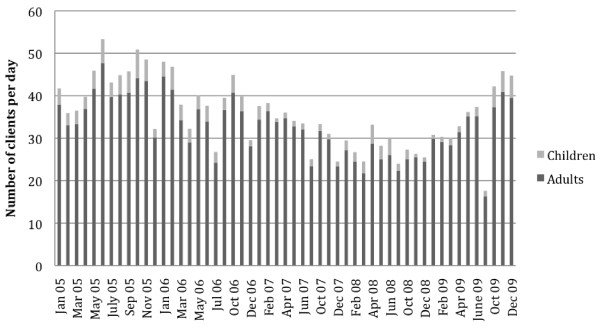 Number of clients per day
60
50
40
30
20
10
0
Jan 05
Mar 05
May 05
July 05
Sep 05
Nov 05
Jan 06
Mar 06
May 06
Jul 06
Oct 06
Dec 06
Feb 07
Apr 07
Jun 07
Oct 07
Dec 07
Feb 08
Apr 08
Jun 08
Oct 08
Dec 08
Feb 09
Apr 09
June 09
Oct 09
Dec 09
Children
Adults